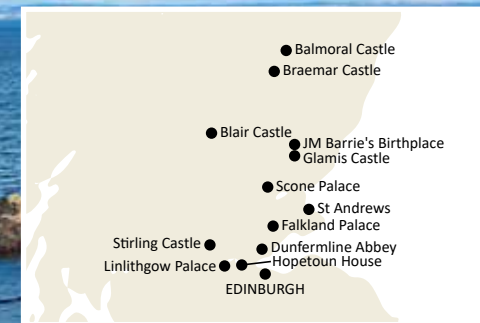 Balmoral Castle
Braemar Castle
Blair Castle
JM Barrie's Birthplace
Glamis Castle
Scone Palace
St Andrews
Falkland Palace
Stirling Castle
Dunfermline Abbey
Linlithgow Palace
Hopetoun House
EDINBURGH